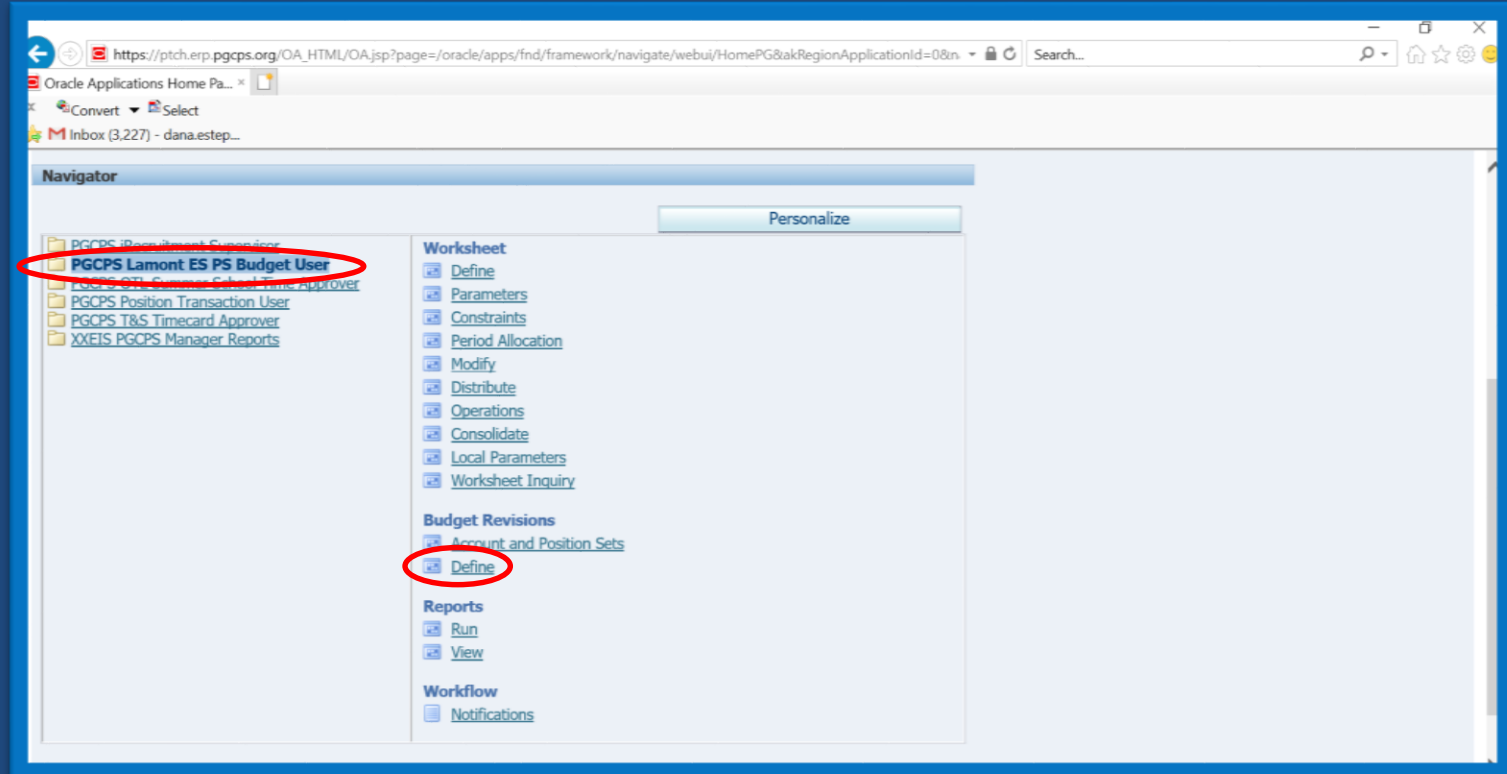 https://ptch.erp.pgcps.org/OA_HTML/OA.jsp?page=/oracle/apps/fnd/framework/navigate/webui/HomePG&akRegionApplicationId=0&n
Search...
Oracle Applications Home Pa...
Convert
Select
Inbox (3,227) - dana.estep...
Navigator
Personalize
PGCPS iRecruitment Supervisor
PGCPS Lamont ES PS Budget User
PGCPS OTL Summer School Time Approver
PGCPS Position Transaction User
PGCPS T&S Timecard Approver
XXEIS PGCPS Manager Reports
Worksheet
Define
Parameters
Constraints
Period Allocation
Modify
Distribute
Operations
Consolidate
Local Parameters
Worksheet Inquiry
Budget Revisions
Account and Position Sets
Define
Reports
Run
View
Workflow
Notifications